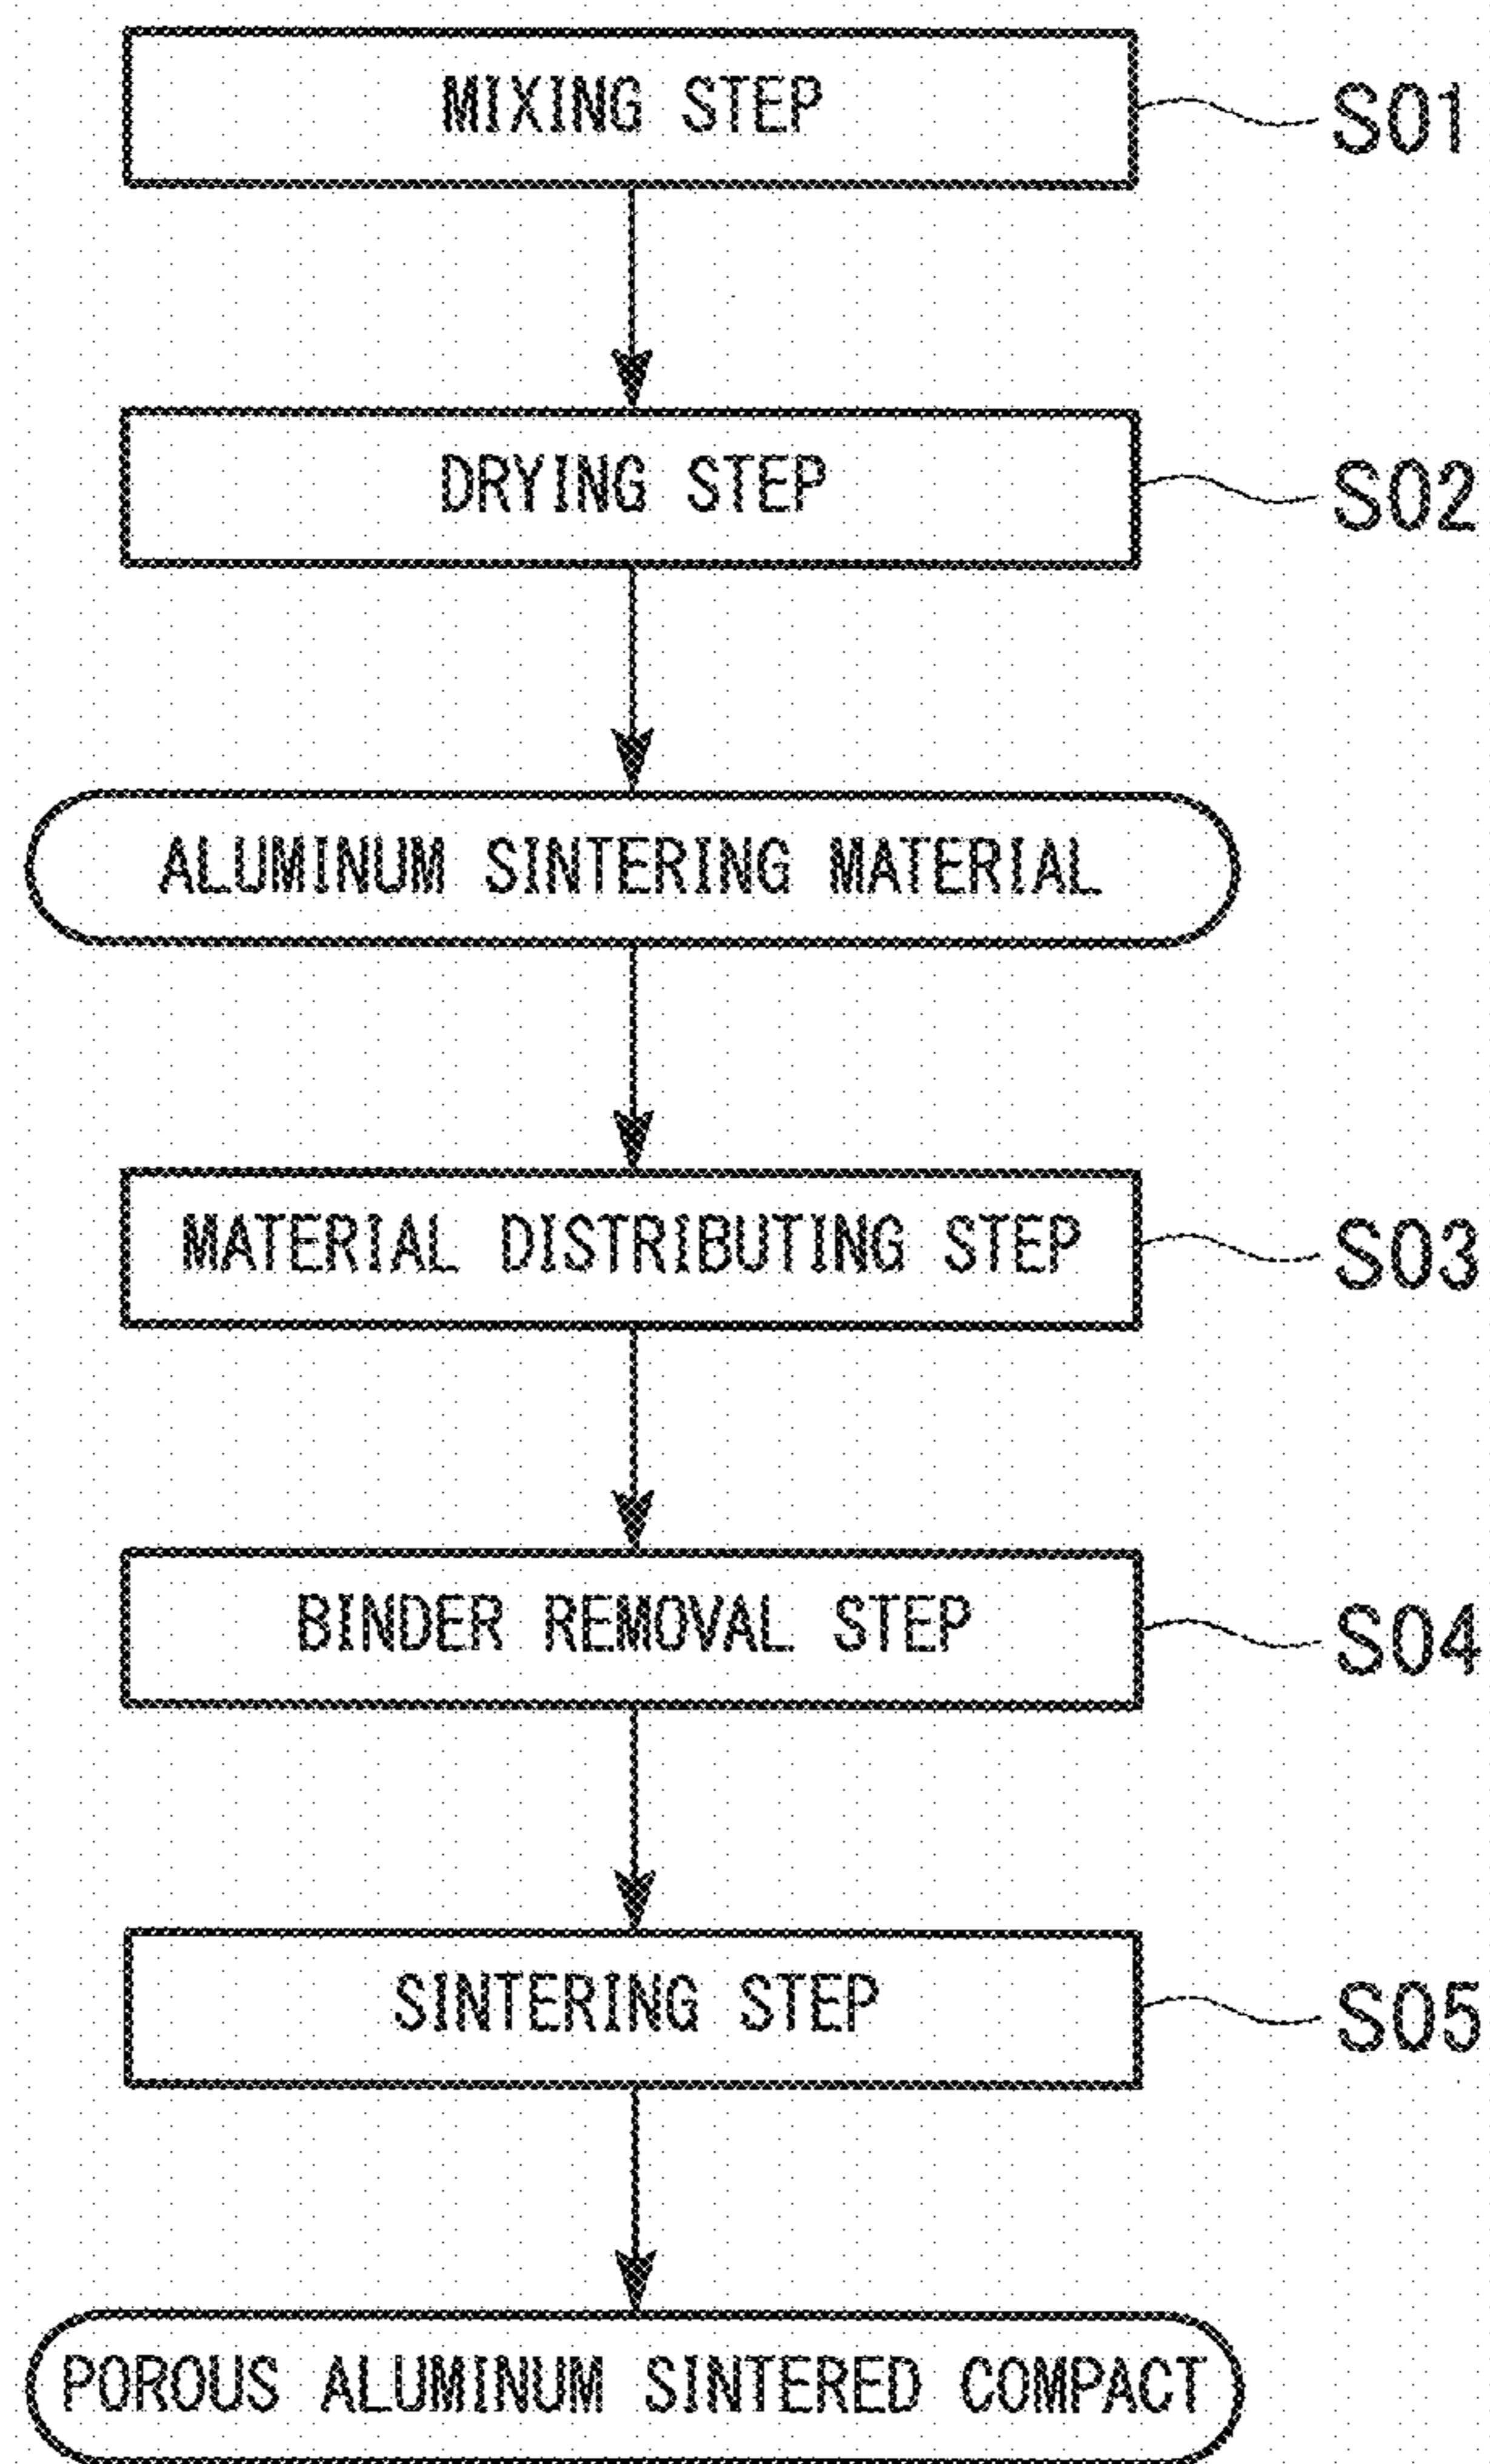 MIXING STEP
S01
DRYING STEP
S02
ALUMINUM SINTERING MATERIAL
MATERIAL DISTRIBUTING STEP
S03
BINDER REMOVAL STEP
S04
SINTERING STEP
S05
POROUS ALUMINUM SINTERED COMPACT